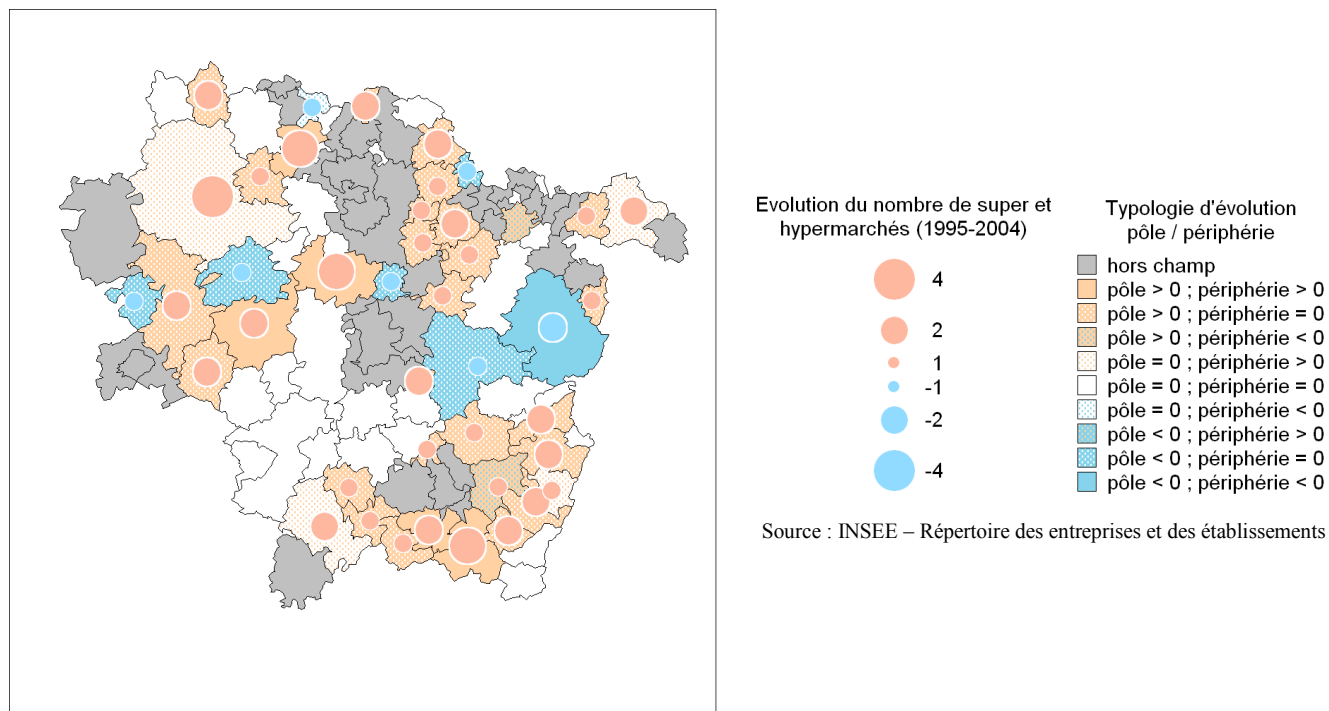 Evolution du nombre de super et
hypermarchés (1995-2004)
4
2
1
-1
-2
-4
Typologie d'évolution
pôle / périphérie
hors champ
pôle > 0 ; périphérie > 0
pôle > 0 ; périphérie = 0
pôle > 0 ; périphérie < 0
pôle = 0 ; périphérie > 0
pôle = 0 ; périphérie = 0
pôle = 0 ; périphérie < 0
pôle < 0 ; périphérie > 0
pôle < 0 ; périphérie = 0
pôle < 0 ; périphérie < 0
Source : INSEE – Répertoire des entreprises et des établissements